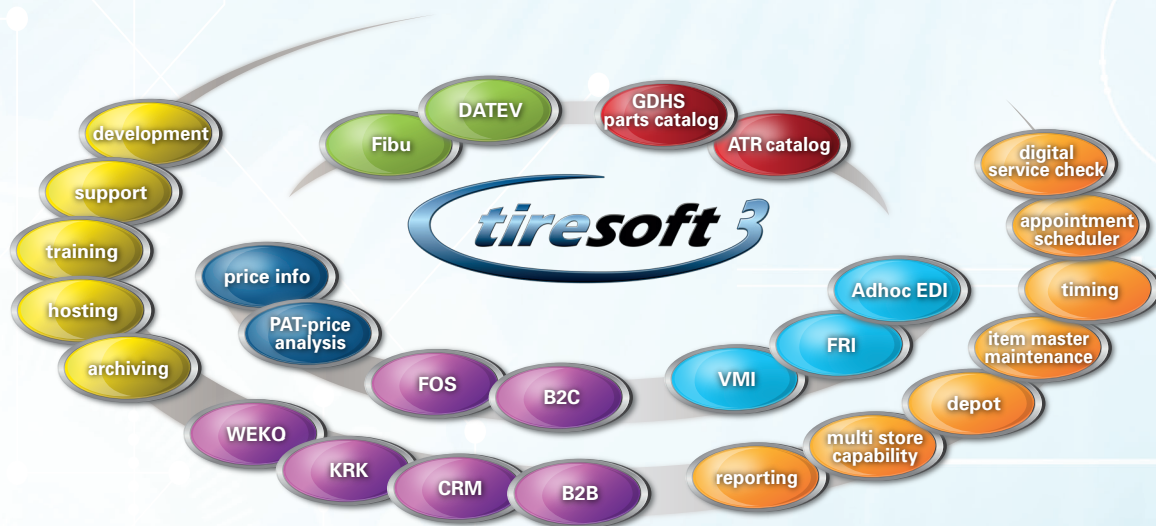 development
support
training
hosting
archiving
Fibu
DATEV
GDHS
parts catalog
ATR catalog
tiresoft 3
price info
PAT-price
analysis
FOS
B2C
VMI
FRI
Adhoc EDI
WEKO
KRK
CRM
B2B
reporting
multi store
capability
depot
item master
maintenance
timing
appointment
scheduler
digital
service check